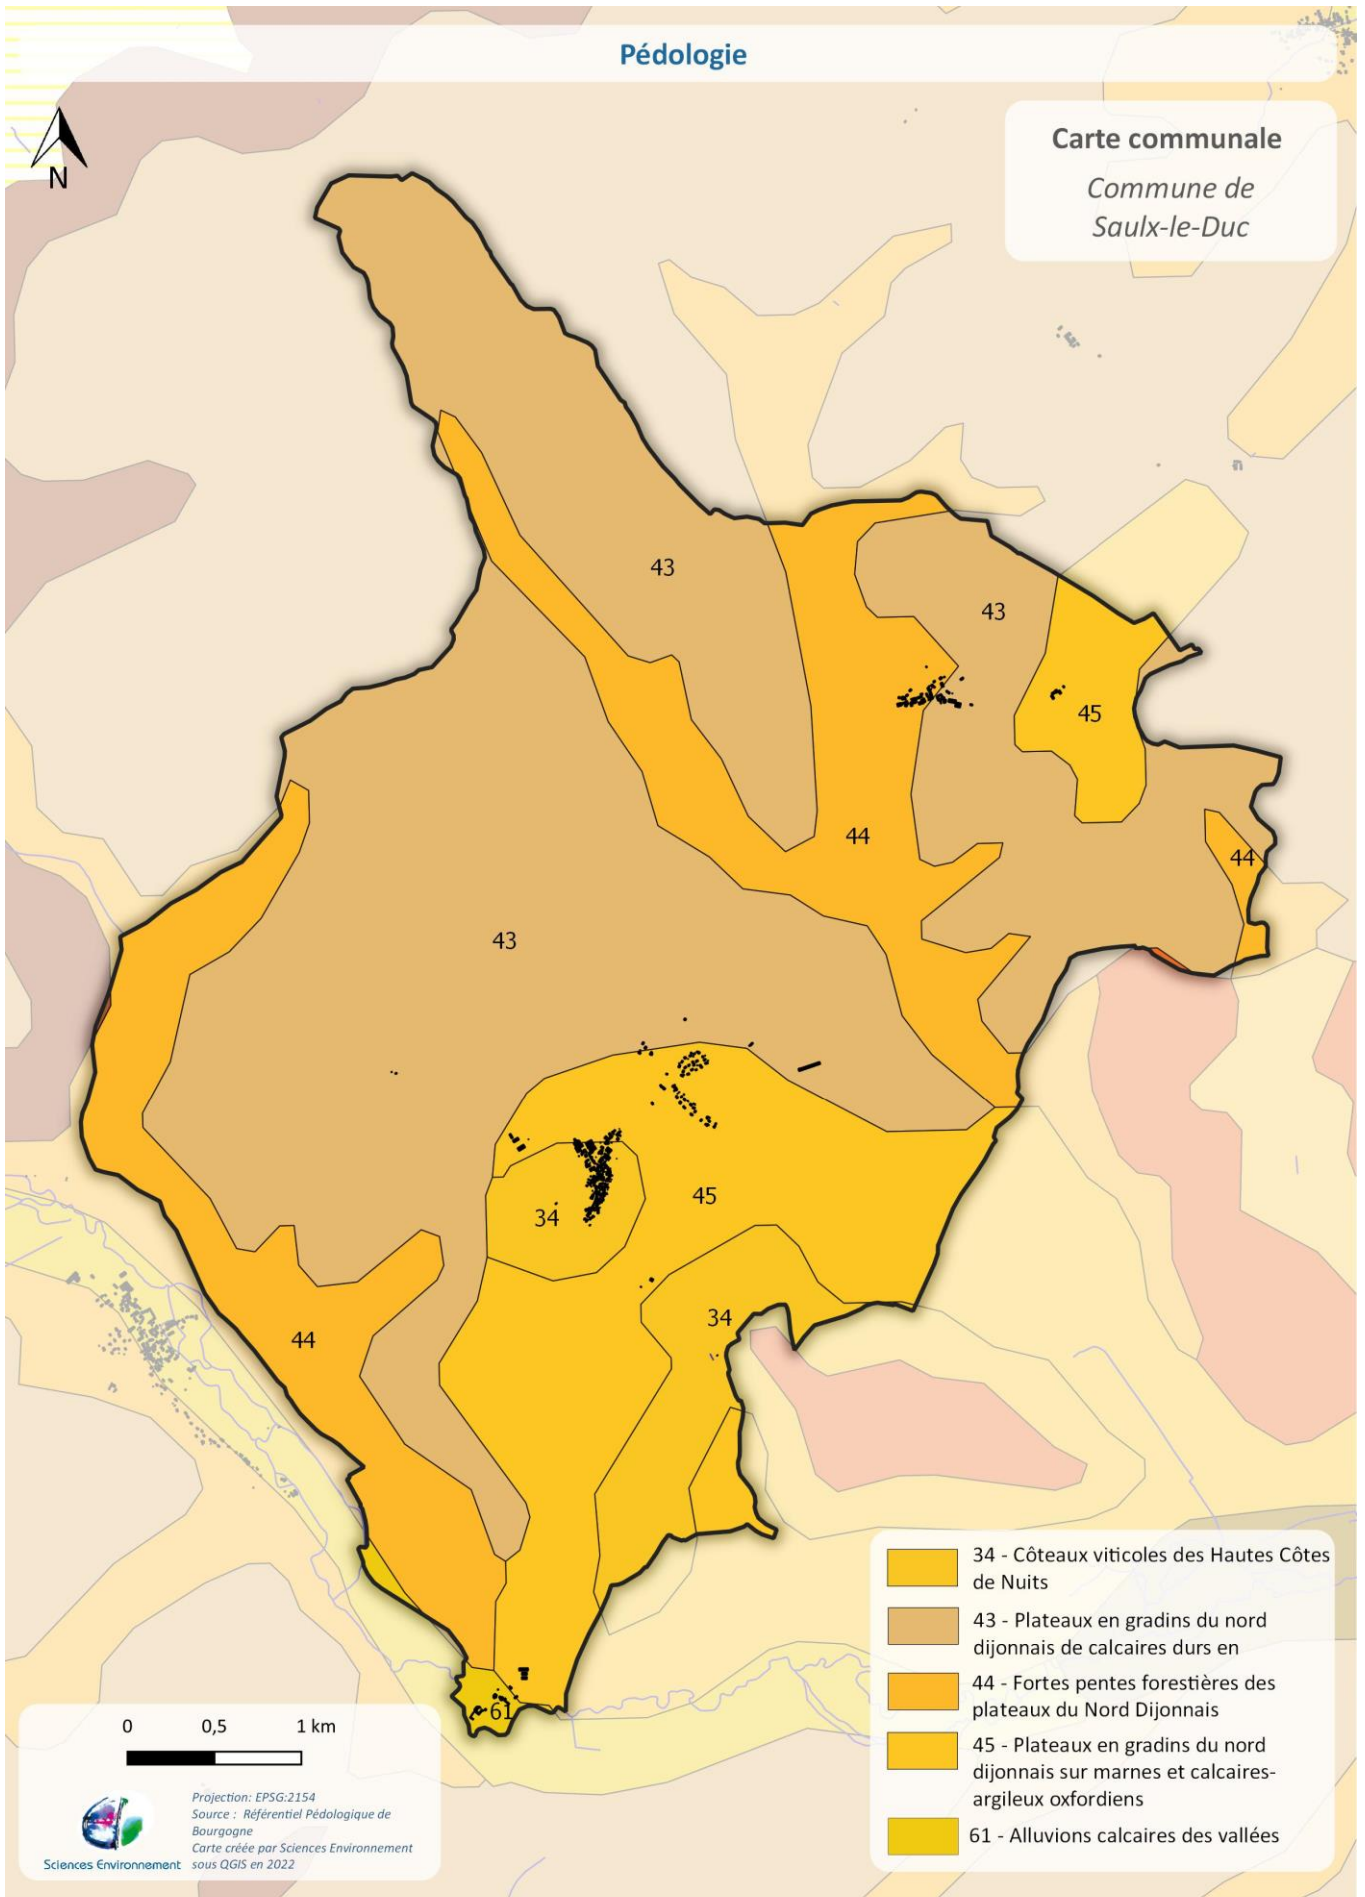 Pédologie
N
Carte communale
Commune de
Saulx-le-Duc
43
43
45
44
44
43
45
34
34
44
61
34 - Côteaux viticoles des Hautes Côtes
de Nuits
43 - Plateaux en gradins du nord
dijonnais de calcaires durs en
44 - Fortes pentes forestières des
plateaux du Nord Dijonnais
45 - Plateaux en gradins du nord
dijonnais sur marnes et calcaires-
argileux oxfordiens
61 - Alluvions calcaires des vallées
0 0,5 1 km
Projection: EPSG:2154
Source : Référentiel Pédologique de
Bourgogne
Carte créée par Sciences Environnement
sous QGIS en 2022
Sciences Environnement